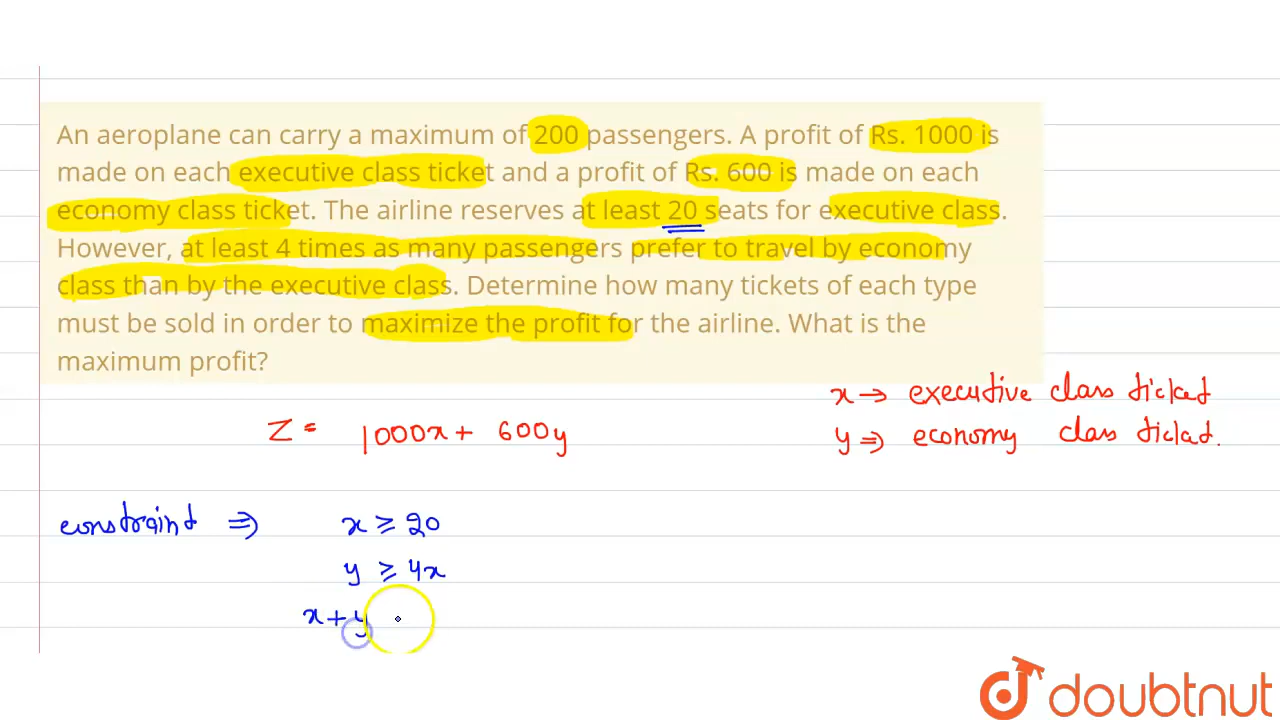 An aeroplane can carry a maximum of 200 passengers. A profit of Rs. 1000 is
made on each executive class ticket and a profit of Rs. 600 is made on each
economy class ticket. The airline reserves at least 20 seats for executive class.
However, at least 4 times as many passengers prefer to travel by economy
class than by the executive class. Determine how many tickets of each type
must be sold in order to maximize the profit for the airline. What is the
maximum profit?
x → executive class ticket
Z = 1000x + 600y
y ⇒ economy class ticket.
constraint ⇒ x ≥ 20
y ≥ 4x
x + y
doubtnut